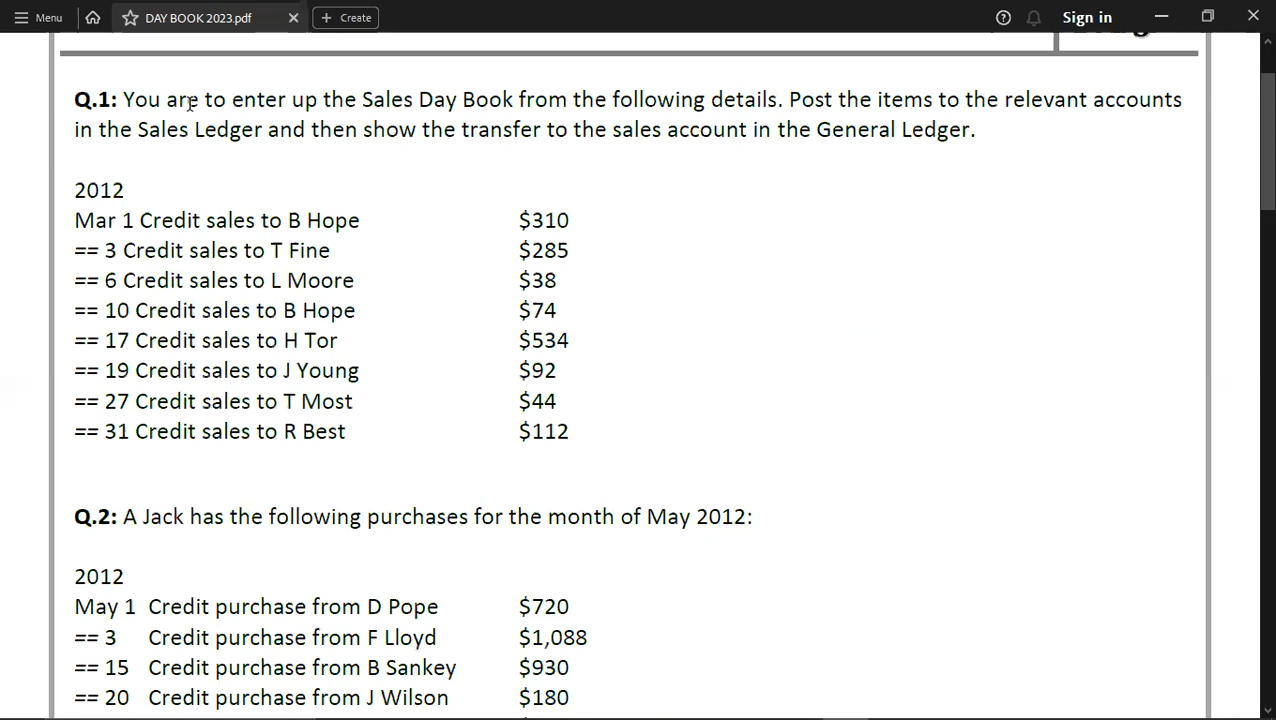 Menu
DAY BOOK 2023.pdf
Create
Sign in
Q.1: You are to enter up the Sales Day Book from the following details. Post the items to the relevant accounts
in the Sales Ledger and then show the transfer to the sales account in the General Ledger.
2012
Mar 1 Credit sales to B Hope $310
== 3 Credit sales to T Fine $285
== 6 Credit sales to L Moore $38
== 10 Credit sales to B Hope $74
== 17 Credit sales to H Tor $534
== 19 Credit sales to J Young $92
== 27 Credit sales to T Most $44
== 31 Credit sales to R Best $112
Q.2: A Jack has the following purchases for the month of May 2012:
2012
May 1 Credit purchase from D Pope $720
== 3 Credit purchase from F Lloyd $1,088
== 15 Credit purchase from B Sankey $930
== 20 Credit purchase from J Wilson $180